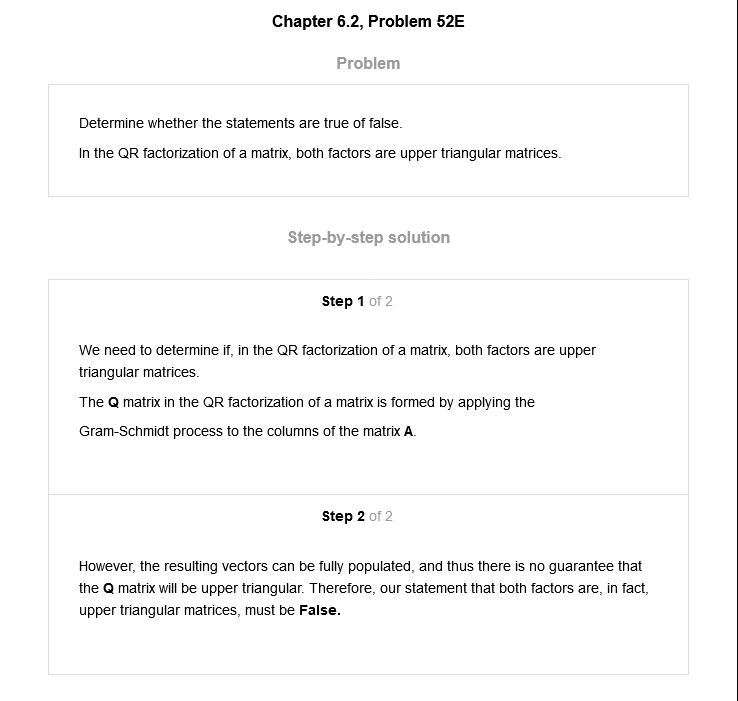 Chapter 6.2, Problem 52E
Problem
Determine whether the statements are true of false.
In the QR factorization of a matrix, both factors are upper triangular matrices.
Step-by-step solution
Step 1 of 2
We need to determine if, in the QR factorization of a matrix, both factors are upper
triangular matrices.
The Q matrix in the QR factorization of a matrix is formed by applying the
Gram-Schmidt process to the columns of the matrix A.
Step 2 of 2
However, the resulting vectors can be fully populated, and thus there is no guarantee that
the Q matrix will be upper triangular. Therefore, our statement that both factors are, in fact,
upper triangular matrices, must be False.